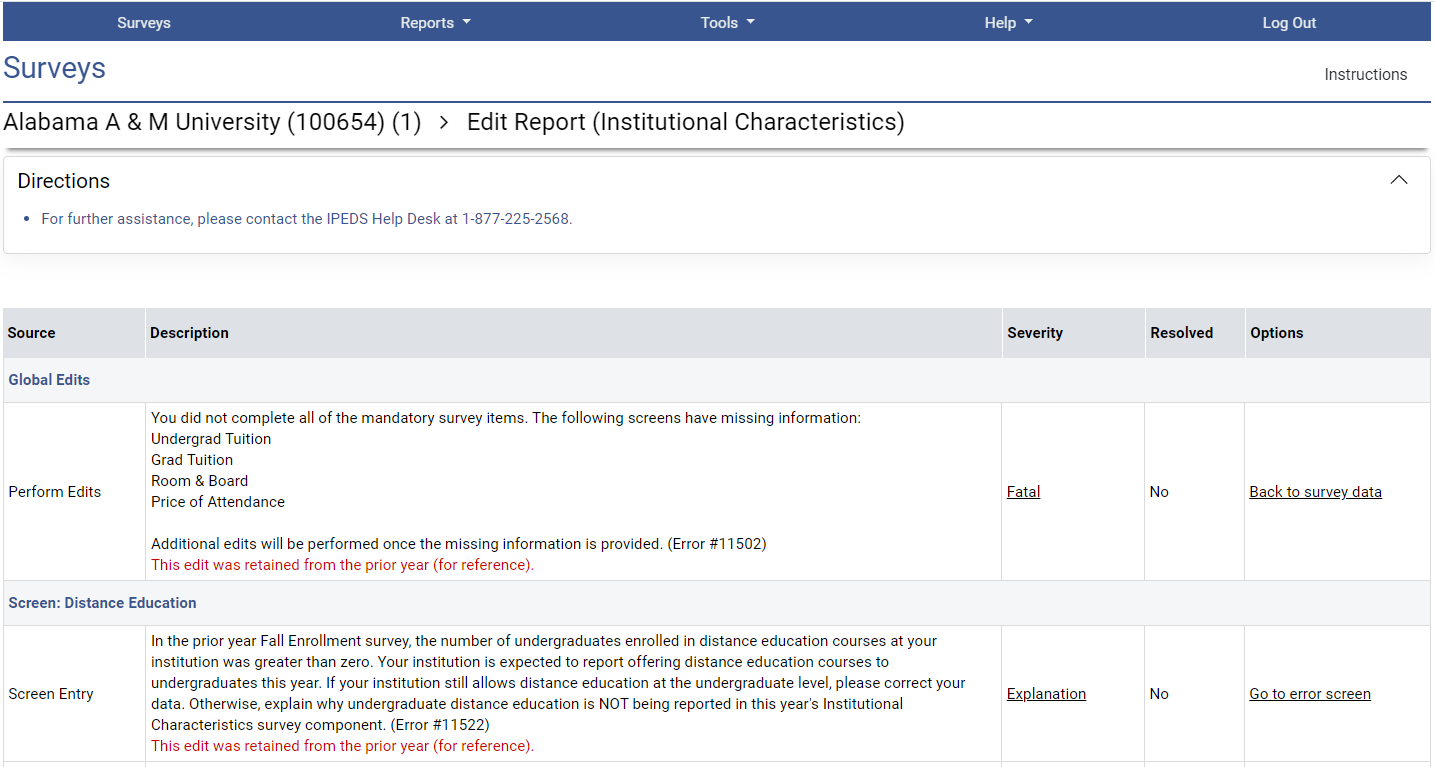 Surveys Reports Tools Help Log Out
Surveys
Instructions
Alabama A & M University (100654) (1) > Edit Report (Institutional Characteristics)
Directions
• For further assistance, please contact the IPEDS Help Desk at 1-877-225-2568.
Source Description Severity Resolved Options
Global Edits
Perform Edits
You did not complete all of the mandatory survey items. The following screens have missing information:
Undergrad Tuition
Grad Tuition
Room & Board
Price of Attendance
Additional edits will be performed once the missing information is provided. (Error #11502)
This edit was retained from the prior year (for reference).
Fatal
No
Back to survey data
Screen: Distance Education
Screen Entry
In the prior year Fall Enrollment survey, the number of undergraduates enrolled in distance education courses at your
institution was greater than zero. Your institution is expected to report offering distance education courses to
undergraduates this year. If your institution still allows distance education at the undergraduate level, please correct your
data. Otherwise, explain why undergraduate distance education is NOT being reported in this year's Institutional
Characteristics survey component. (Error #11522)
This edit was retained from the prior year (for reference).
Explanation
No
Go to error screen